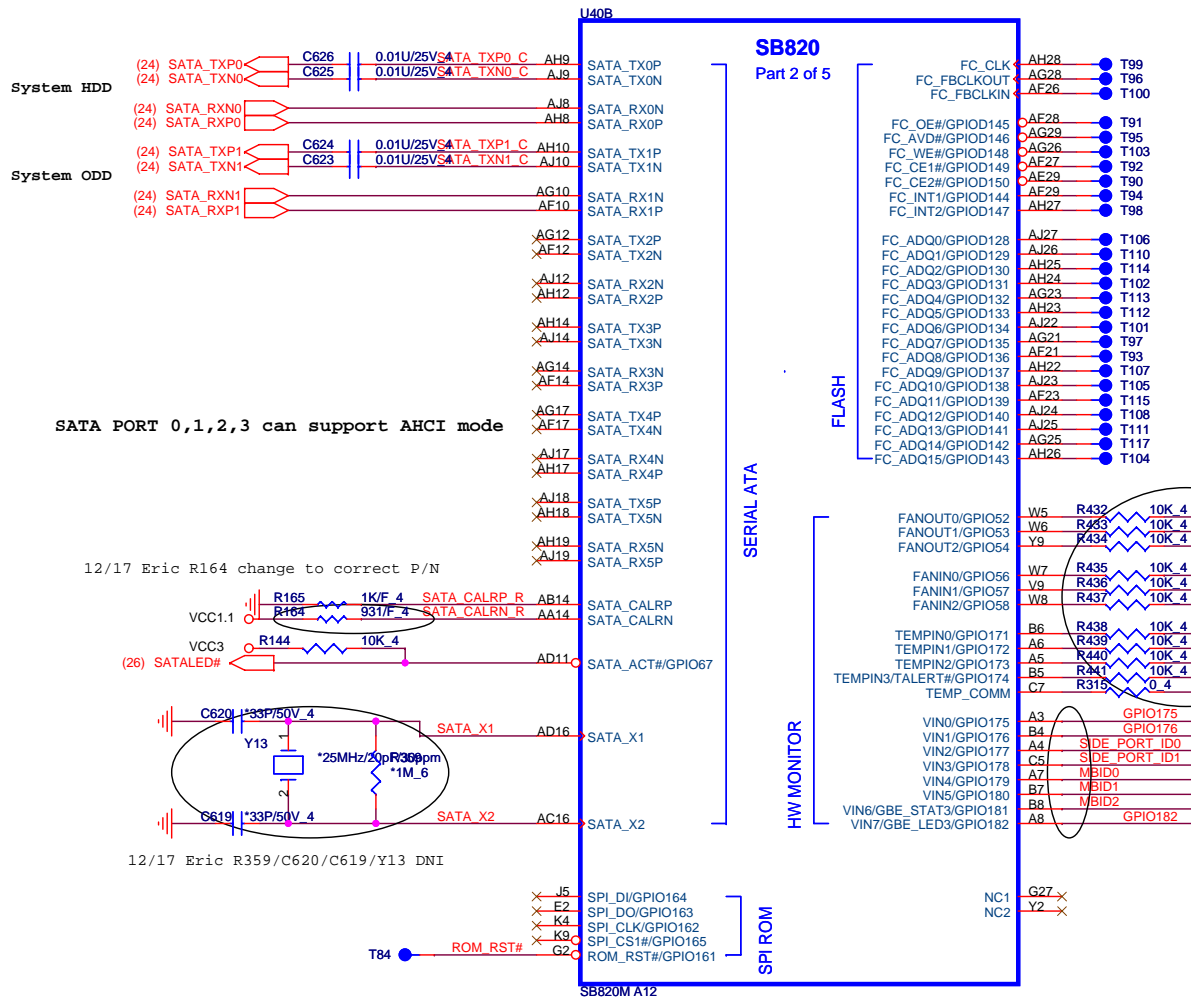 U40B
SB820
Part 2 of 5
System HDD
(24) SATA_TXP0 C626 0.01U/25V_4 SATA_TXP0_C AH9 SATA_TX0P
(24) SATA_TXN0 C625 0.01U/25V_4 SATA_TXN0_C AJ9 SATA_TX0N
(24) SATA_RXN0 AJ8 SATA_RX0N
(24) SATA_RXP0 AH8 SATA_RX0P
System ODD
(24) SATA_TXP1 C624 0.01U/25V_4 SATA_TXP1_C AH10 SATA_TX1P
(24) SATA_TXN1 C623 0.01U/25V_4 SATA_TXN1_C AJ10 SATA_TX1N
(24) SATA_RXN1 AG10 SATA_RX1N
(24) SATA_RXP1 AF10 SATA_RX1P
AG12 SATA_TX2P
AF12 SATA_TX2N
AJ12 SATA_RX2N
AH12 SATA_RX2P
AH14 SATA_TX3P
AJ14 SATA_TX3N
AG14 SATA_RX3N
AF14 SATA_RX3P
SATA PORT 0,1,2,3 can support AHCI mode
AG17 SATA_TX4P
AF17 SATA_TX4N
AJ17 SATA_RX4N
AH17 SATA_RX4P
AJ18 SATA_TX5P
AH18 SATA_TX5N
AH19 SATA_RX5N
AJ19 SATA_RX5P
12/17 Eric R164 change to correct P/N
R165 1K/F_4 SATA_CALRP_R AB14 SATA_CALRP
VCC1.1 R164 931/F_4 SATA_CALRN_R AA14 SATA_CALRN
VCC3 R144 10K_4
(26) SATALED# AD11 SATA_ACT#/GPIO67
C620 *33P/50V_4
SATA_X1 AD16 SATA_X1
Y13 1 2
*25MHz/20pF/30ppm
R359
*1M_6
C619 *33P/50V_4 SATA_X2 AC16 SATA_X2
12/17 Eric R359/C620/C619/Y13 DNI
J5 SPI_DI/GPIO164
E2 SPI_DO/GPIO163
K4 SPI_CLK/GPIO162
K9 SPI_CS1#/GPIO165
T84 ROM_RST# G2 ROM_RST#/GPIO161
SERIAL ATA
SPI ROM
FLASH
HW MONITOR
FC_CLK AH28 T99
FC_FBCLKOUT AG28 T96
FC_FBCLKIN AF26 T100
FC_OE#/GPIOD145 AF28 T91
FC_AVD#/GPIOD146 AG29 T95
FC_WE#/GPIOD148 AG26 T103
FC_CE1#/GPIOD149 AF27 T92
FC_CE2#/GPIOD150 AE29 T90
FC_INT1/GPIOD144 AF29 T94
FC_INT2/GPIOD147 AH27 T98
FC_ADQ0/GPIOD128 AJ27 T106
FC_ADQ1/GPIOD129 AJ26 T110
FC_ADQ2/GPIOD130 AH25 T114
FC_ADQ3/GPIOD131 AH24 T102
FC_ADQ4/GPIOD132 AG23 T113
FC_ADQ5/GPIOD133 AH23 T112
FC_ADQ6/GPIOD134 AJ22 T101
FC_ADQ7/GPIOD135 AG21 T97
FC_ADQ8/GPIOD136 AF21 T93
FC_ADQ9/GPIOD137 AH22 T107
FC_ADQ10/GPIOD138 AJ23 T105
FC_ADQ11/GPIOD139 AF23 T115
FC_ADQ12/GPIOD140 AJ24 T108
FC_ADQ13/GPIOD141 AJ25 T111
FC_ADQ14/GPIOD142 AG25 T117
FC_ADQ15/GPIOD143 AH26 T104
FANOUT0/GPIO52 W5 R432 10K_4
FANOUT1/GPIO53 W6 R433 10K_4
FANOUT2/GPIO54 Y9 R434 10K_4
FANIN0/GPIO56 W7 R435 10K_4
FANIN1/GPIO57 V9 R436 10K_4
FANIN2/GPIO58 W8 R437 10K_4
TEMPIN0/GPIO171 B6 R438 10K_4
TEMPIN1/GPIO172 A6 R439 10K_4
TEMPIN2/GPIO173 A5 R440 10K_4
TEMPIN3/TALERT#/GPIO174 B5 R441 10K_4
TEMP_COMM C7 R315 0_4
VIN0/GPIO175 A3 GPIO175
VIN1/GPIO176 B4 GPIO176
VIN2/GPIO177 A4 SIDE_PORT_ID0
VIN3/GPIO178 C5 SIDE_PORT_ID1
VIN4/GPIO179 A7 MBID0
VIN5/GPIO180 B7 MBID1
VIN6/GBE_STAT3/GPIO181 B8 MBID2
VIN7/GBE_LED3/GPIO182 A8 GPIO182
NC1 G27
NC2 Y2
SB820M A12